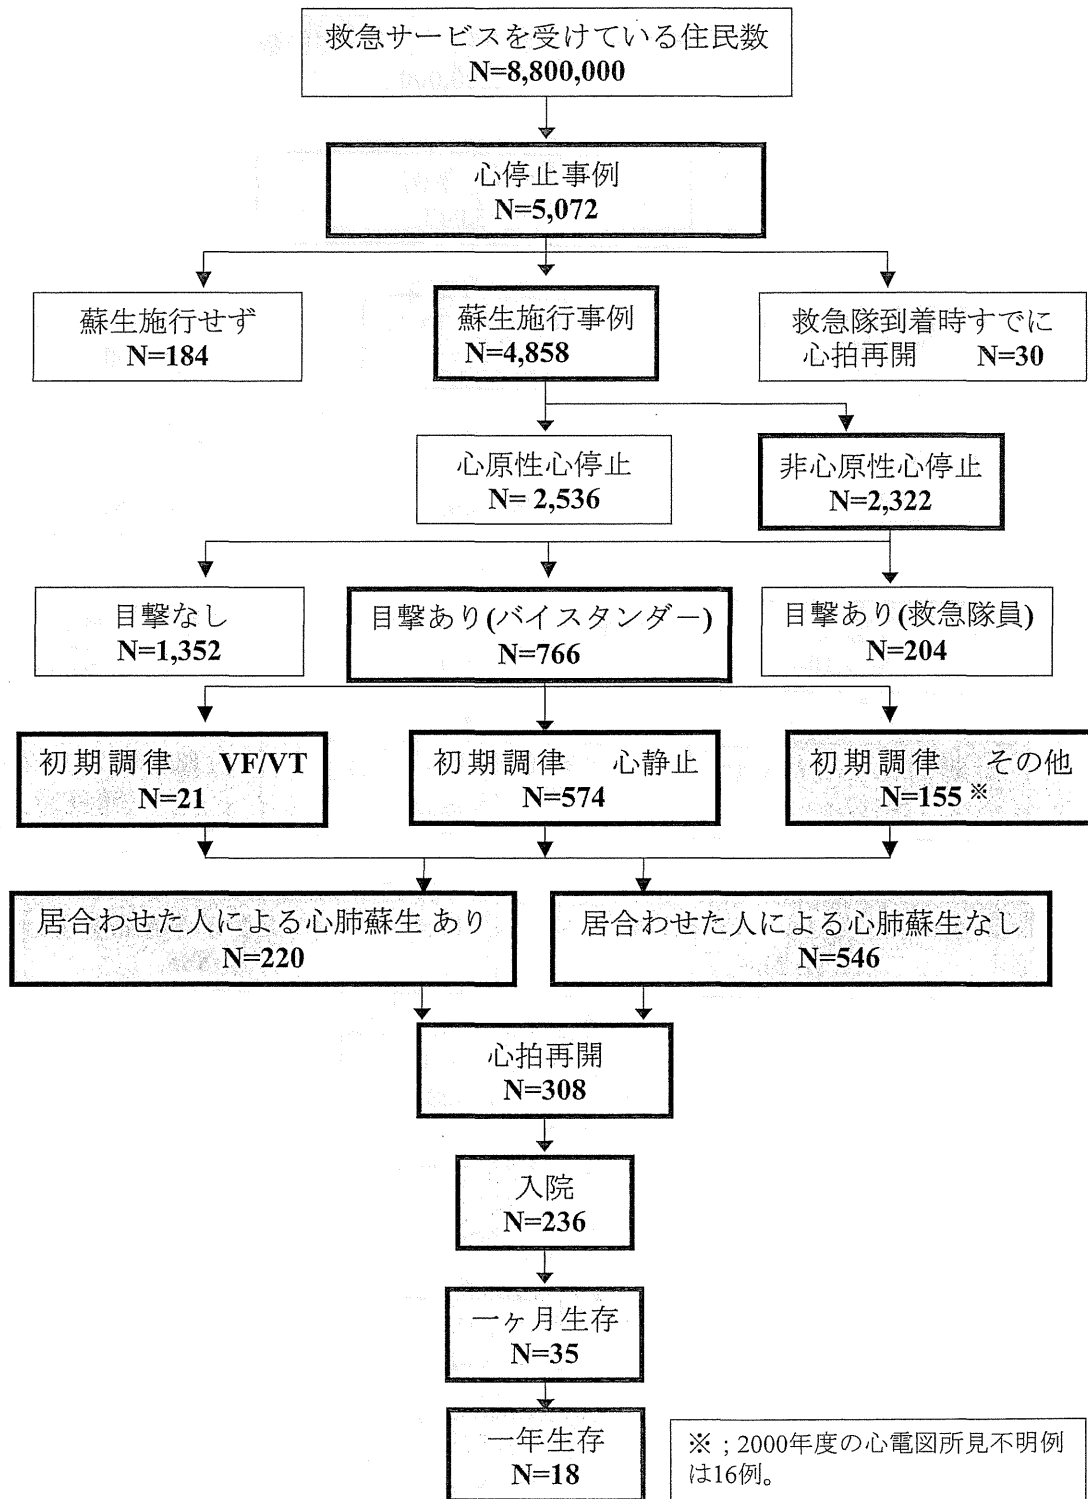 救急サービスを受けている住民数
N=8,800,000
心停止事例
N=5,072
蘇生施行せず
N=184
蘇生施行事例
N=4,858
救急隊到着時すでに
心拍再開 N=30
心原性心停止
N= 2,536
非心原性心停止
N=2,322
目撃なし
N=1,352
目撃あり(バイスタンダー)
N=766
目撃あり(救急隊員)
N=204
初期調律 VF/VT
N=21
初期調律 心静止
N=574
初期調律 その他
N=155※
居合わせた人による心肺蘇生 あり
N=220
居合わせた人による心肺蘇生なし
N=546
心拍再開
N=308
入院
N=236
一ヶ月生存
N=35
一年生存
N=18
※ ; 2000年度の心電図所見不明例
は16例。